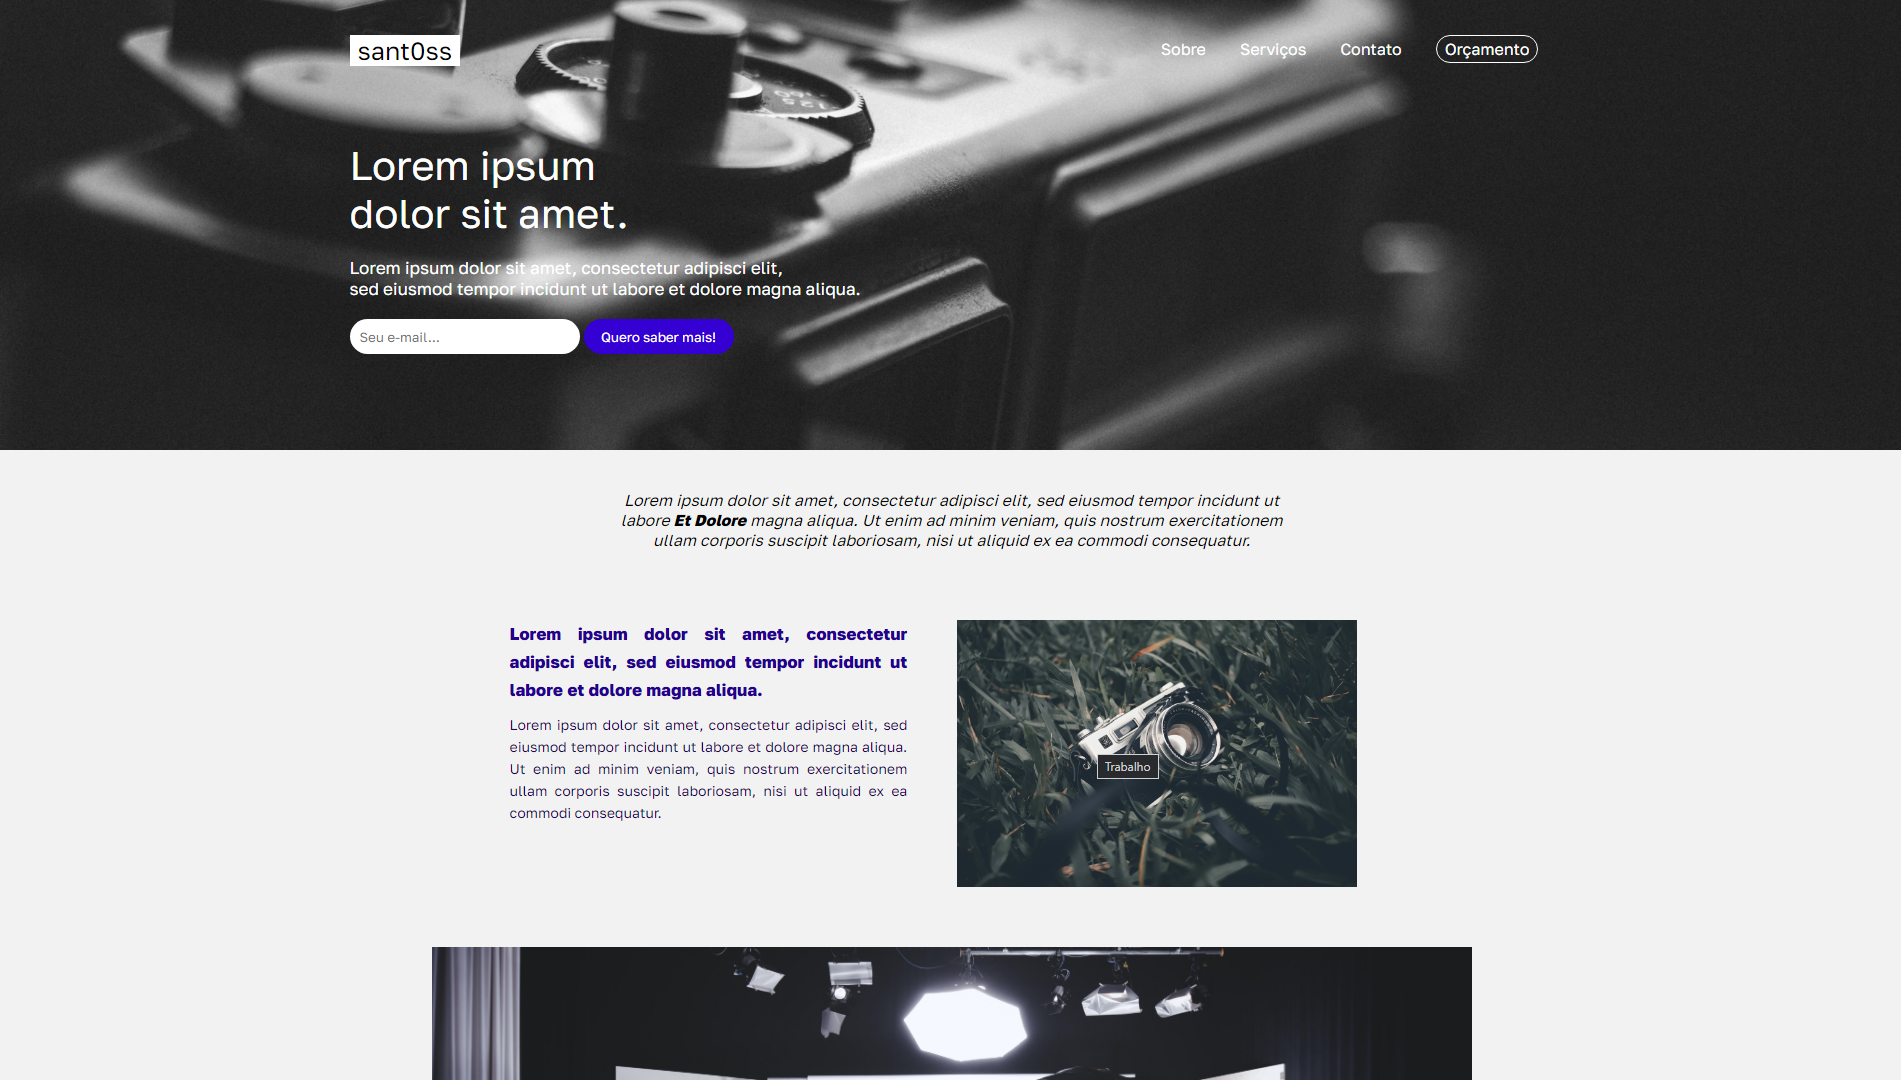 sant0ss
Sobre Serviços Contato Orçamento
Lorem ipsum
dolor sit amet.
Lorem ipsum dolor sit amet, consectetur adipisci elit,
sed eiusmod tempor incidunt ut labore et dolore magna aliqua.
Seu e-mail... Quero saber mais!
Lorem ipsum dolor sit amet, consectetur adipisci elit, sed eiusmod tempor incidunt ut
labore Et Dolore magna aliqua. Ut enim ad minim veniam, quis nostrum exercitationem
ullam corporis suscipit laboriosam, nisi ut aliquid ex ea commodi consequatur.
Lorem ipsum dolor sit amet, consectetur
adipisci elit, sed eiusmod tempor incidunt ut
labore et dolore magna aliqua.
Lorem ipsum dolor sit amet, consectetur adipisci elit, sed
eiusmod tempor incidunt ut labore et dolore magna aliqua.
Ut enim ad minim veniam, quis nostrum exercitationem
ullam corporis suscipit laboriosam, nisi ut aliquid ex ea
commodi consequatur.
Trabalho